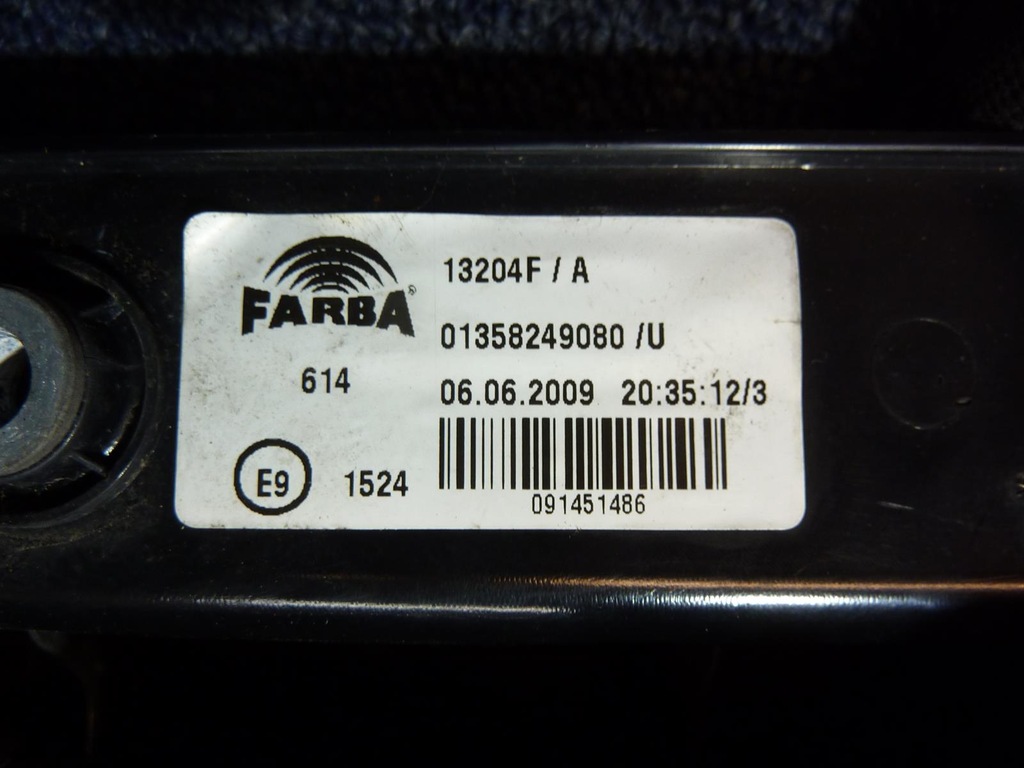 FARBA®
13204F / A
01358249080 /U
614
06.06.2009 20:35:12/3
E9
1524
091451486